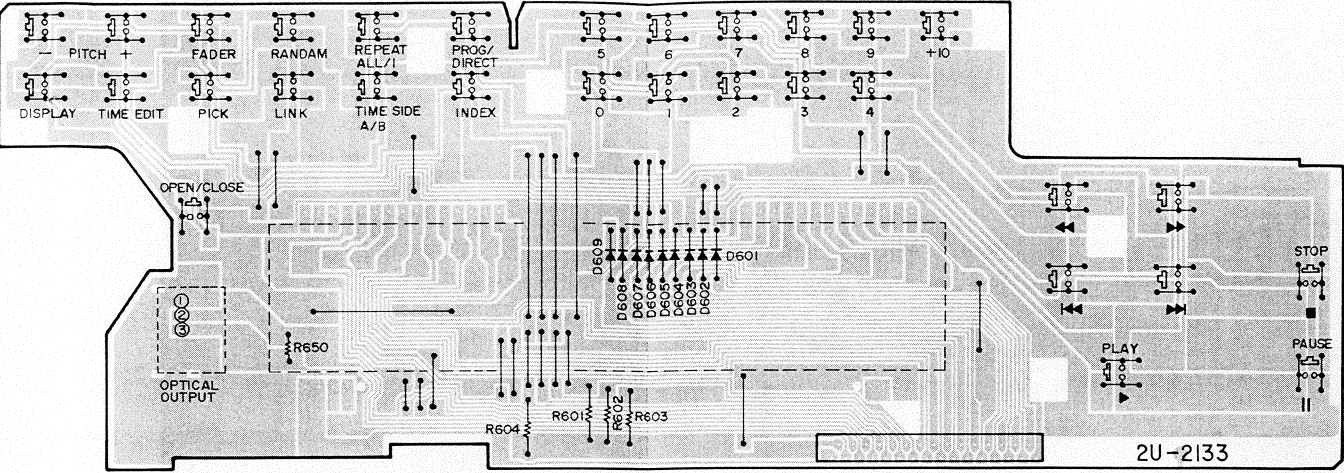 – PITCH + FADER RANDAM REPEAT ALL/1 PROG/ DIRECT 5 6 7 8 9 +10
DISPLAY TIME EDIT PICK LINK TIME SIDE A/B INDEX 0 1 2 3 4
OPEN/CLOSE
D609 D608 D607 D606 D605 D604 D603 D602 D601
◀◀ ▶▶
STOP
■
|◀◀ ▶▶|
① ② ③
R650
OPTICAL
OUTPUT
PLAY
▶
PAUSE
II
R604 R601 R602 R603
2U-2133